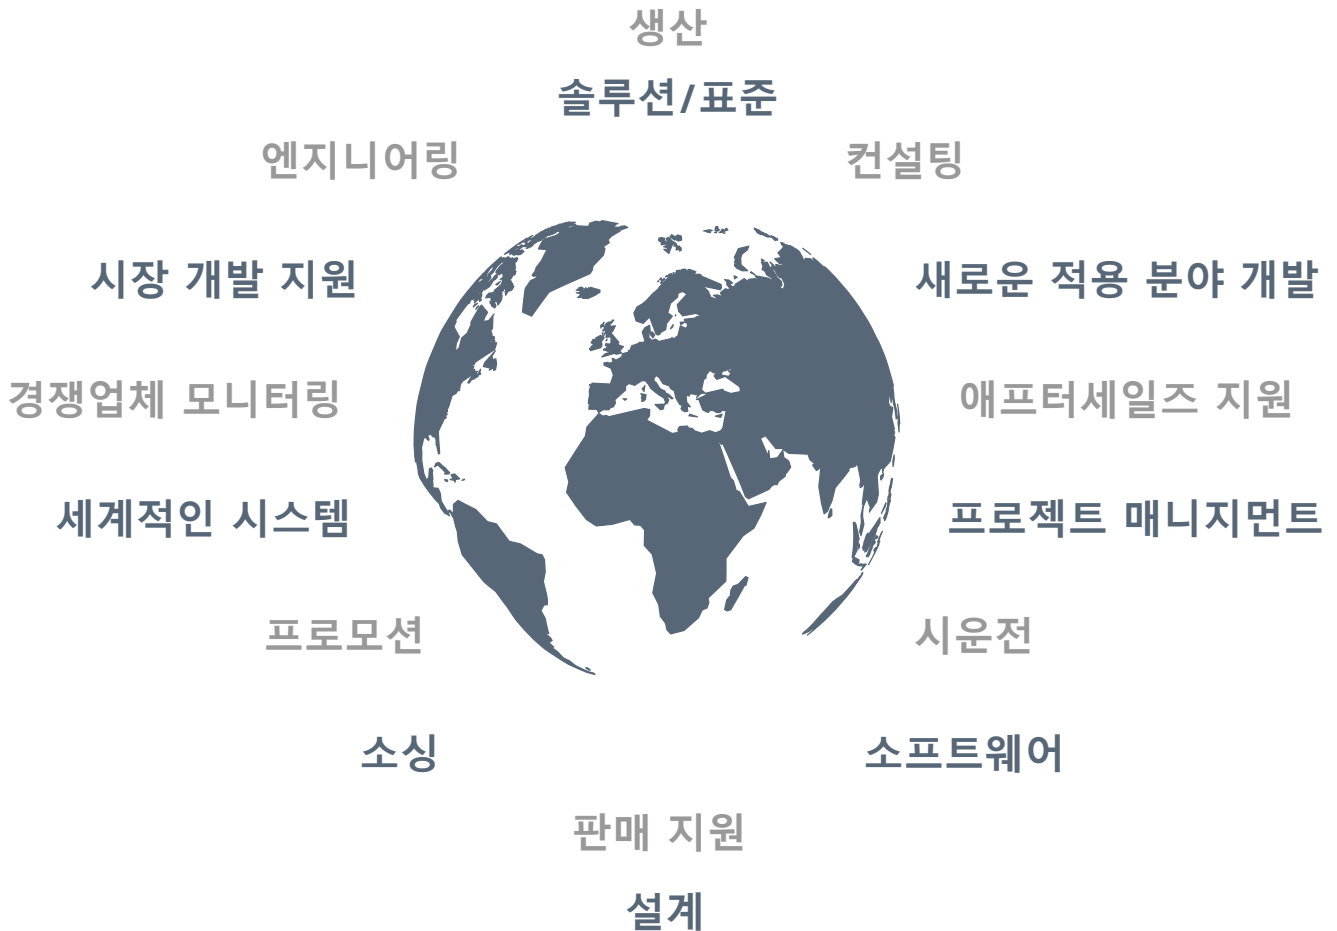 생산
솔루션/표준
엔지니어링
컨설팅
시장 개발 지원
새로운 적용 분야 개발
경쟁업체 모니터링
애프터세일즈 지원
세계적인 시스템
프로젝트 매니지먼트
프로모션
시운전
소싱
소프트웨어
판매 지원
설계